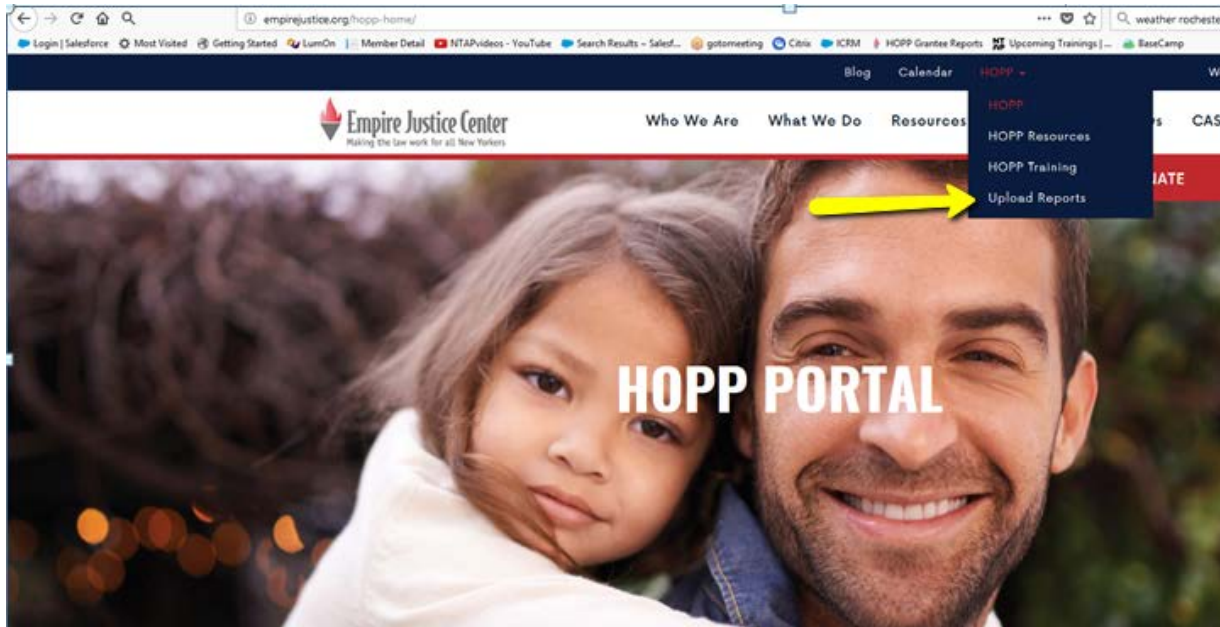 empirejustice.org/hopp-home/
weather rocheste
Login | Salesforce Most Visited Getting Started LumOn Member Detail NTAPvideos - YouTube Search Results ~ Salesf... gotomeeting Citrix ICRM HOPP Grantee Reports Upcoming Trainings | ... BaseCamp
Blog Calendar HOPP W
Empire Justice Center
Making the law work for all New Yorkers
Who We Are What We Do Resources s CAS
HOPP
HOPP Resources
HOPP Training
Upload Reports
NATE
HOPP PORTAL